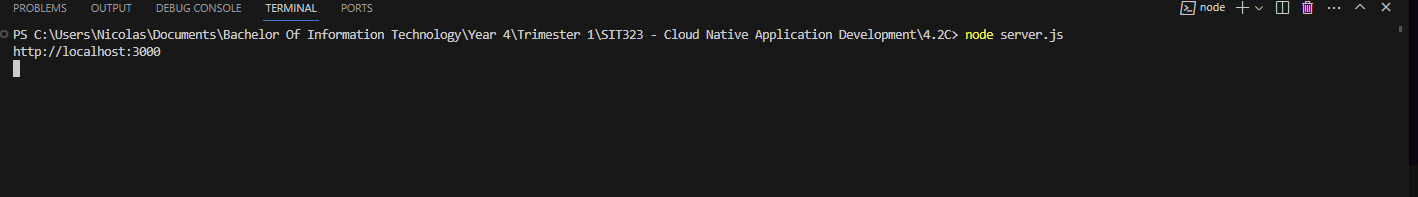 PROBLEMS OUTPUT DEBUG CONSOLE TERMINAL PORTS node
PS C:\Users\Nicolas\Documents\Bachelor Of Information Technology\Year 4\Trimester 1\SIT323 - Cloud Native Application Development\4.2C> node server.js
http://localhost:3000